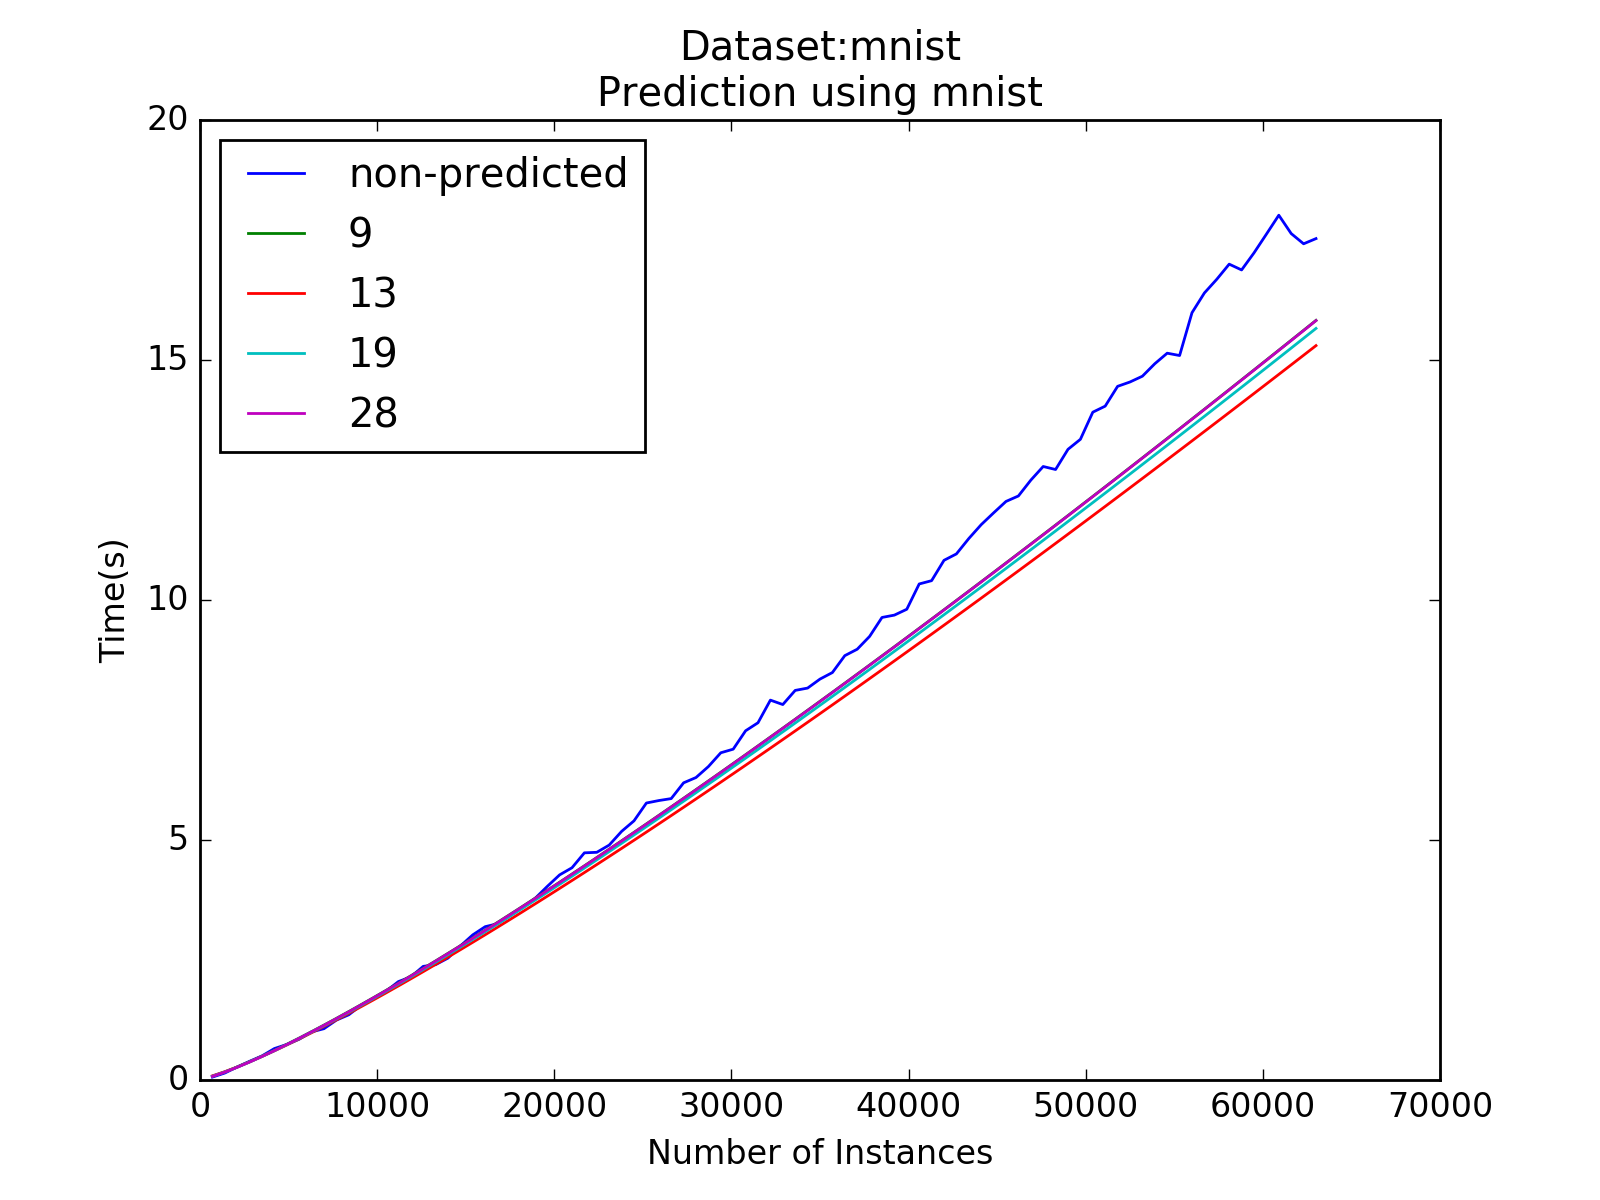 Dataset:mnist
Prediction using mnist
20
15
10
5
0
non-predicted
9
13
19
28
Time(s)
0 10000 20000 30000 40000 50000 60000 70000
Number of Instances